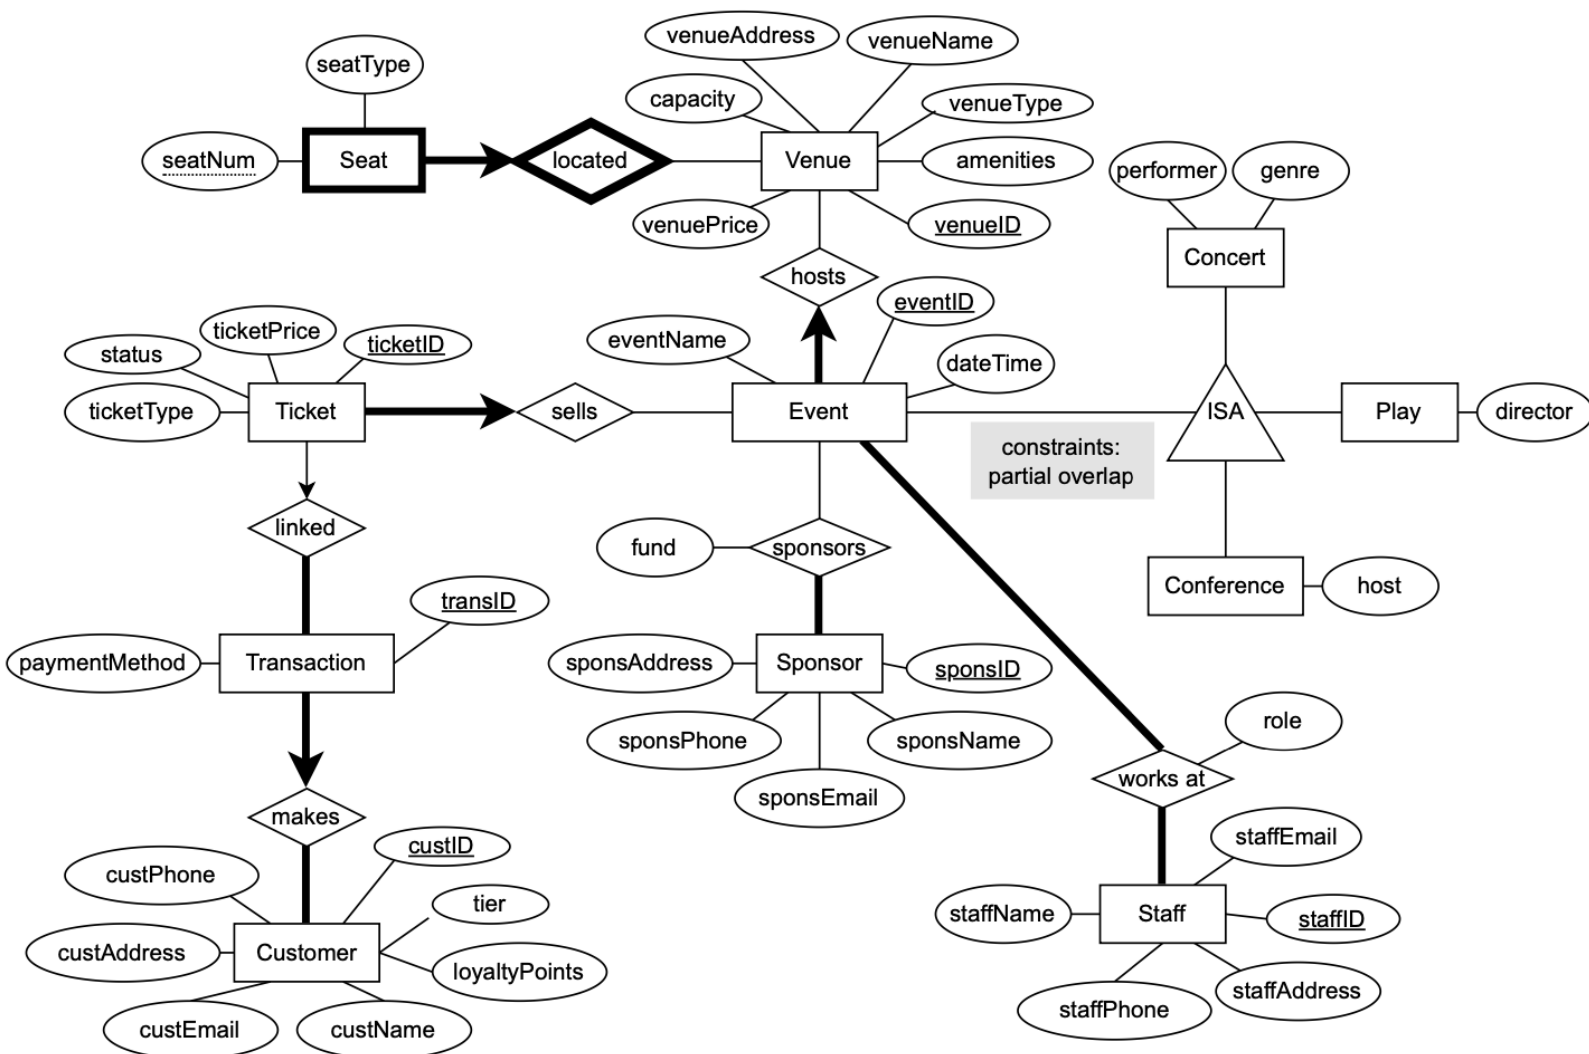 venueAddress
venueName
seatType
capacity
venueType
seatNum
Seat
located
Venue
amenities
performer
genre
venuePrice
venueID
Concert
hosts
eventID
ticketPrice
status
ticketID
eventName
dateTime
ticketType
Ticket
sells
Event
ISA
Play
director
constraints:
partial overlap
linked
fund
sponsors
Conference
host
transID
paymentMethod
Transaction
sponsAddress
Sponsor
sponsID
sponsPhone
sponsName
role
works at
sponsEmail
makes
custID
staffEmail
custPhone
tier
staffName
Staff
staffID
custAddress
Customer
loyaltyPoints
staffPhone
staffAddress
custEmail
custName